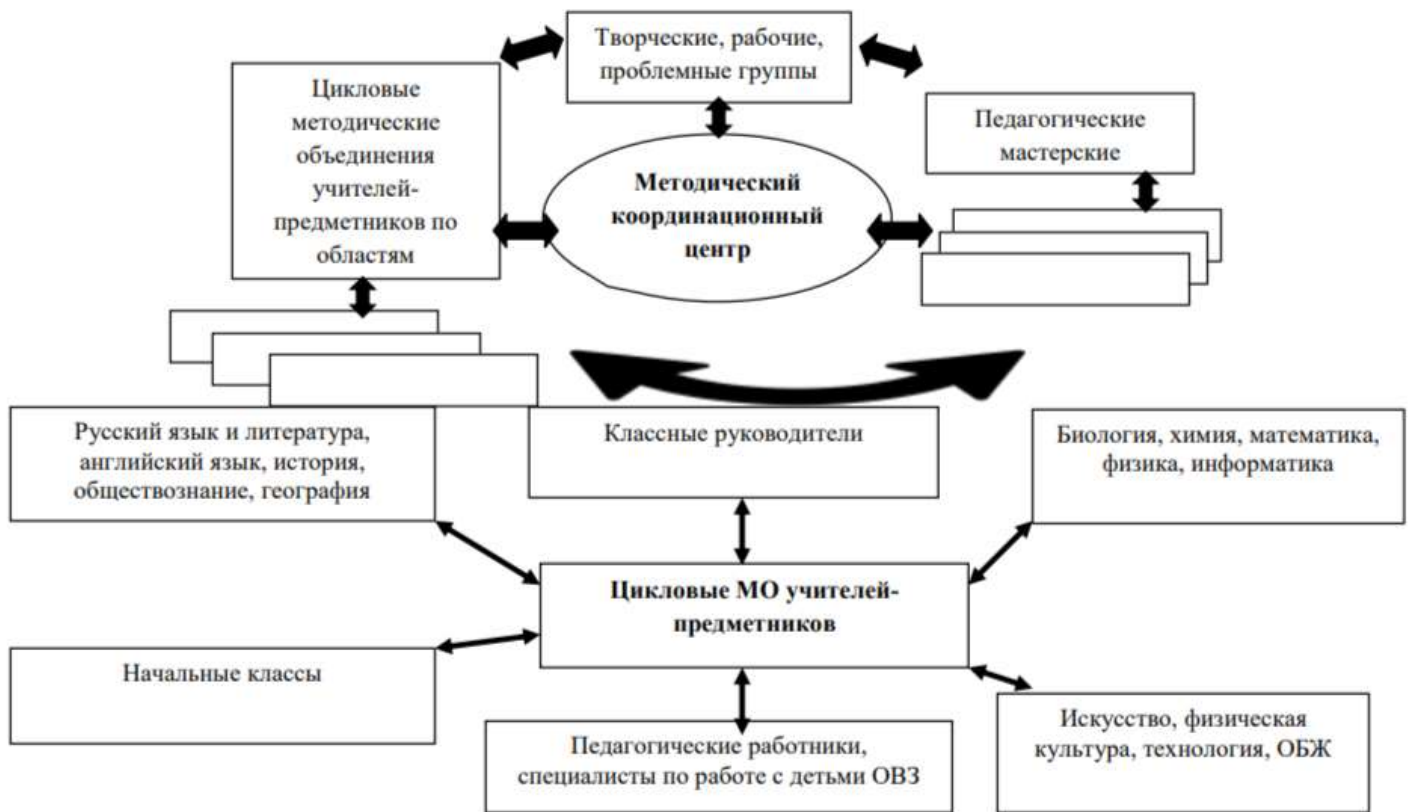 Творческие, рабочие,
проблемные группы
Цикловые
методические
объединения
учителей-
предметников по
областям
Педагогические
мастерские
Методический
координационный
центр
Русский язык и литература,
английский язык, история,
обществознание, география
Классные руководители
Биология, химия, математика,
физика, информатика
Цикловые МО учителей-
предметников
Начальные классы
Педагогические работники,
специалисты по работе с детьми ОВЗ
Искусство, физическая
культура, технология, ОБЖ